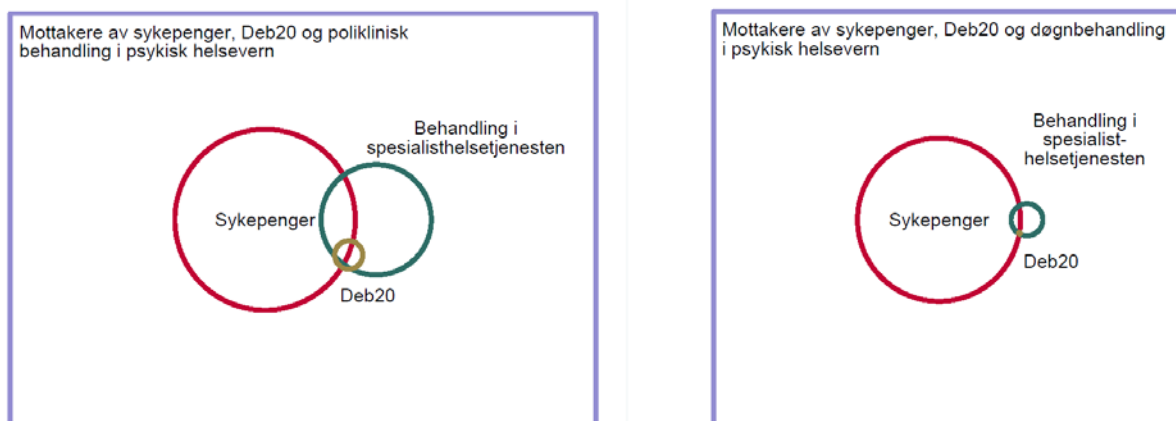 Mottakere av sykepenger, Deb20 og poliklinisk
behandling i psykisk helsevern
Behandling i
spesialisthelsetjenesten
Sykepenger
Deb20
Mottakere av sykepenger, Deb20 og døgnbehandling
i psykisk helsevern
Behandling i
spesialist-
helsetjenesten
Sykepenger
Deb20